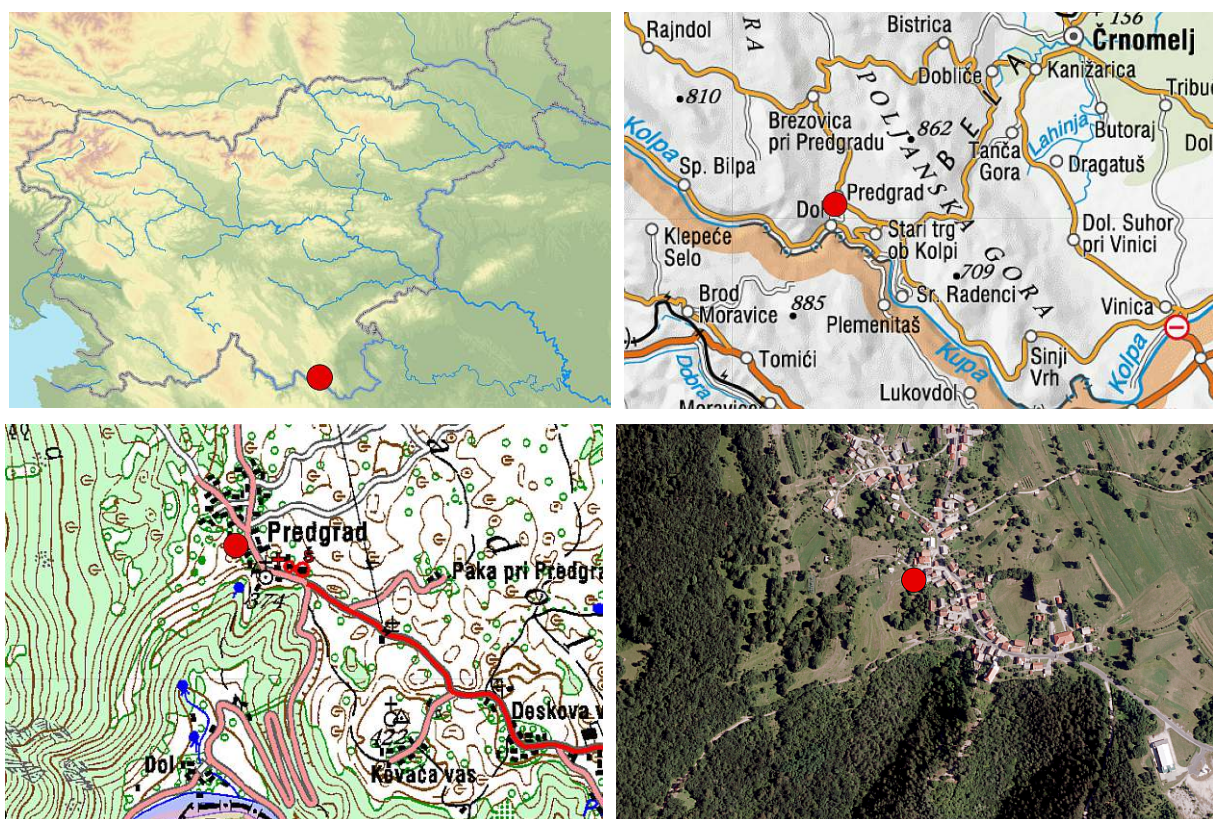 RA
Rajndol
Bistrica
156
Črnomelj
Dobliče
Kanižarica
810
POLJANSKA GORA
862
BELA
Tribu
Brezovica
pri Predgradu
Lahinja
Butoraj
Dol
Kolpa
Tanča
Gora
Dragatuš
Sp. Bilpa
Predgrad
Dol
Stari trg
ob Kolpi
Dol. Suhor
pri Vinici
Klepeće
Selo
709
Sr. Radenci
Brod
Moravice
885
Plemenitaš
Vinica
Tomići
Kupa
Sinji
Vrh
Kolpa
Dobra
Lukovdol
Moravice
Predgrad
Paka pri Predgra
374
Deskova v
422
Kovača vas
Dol